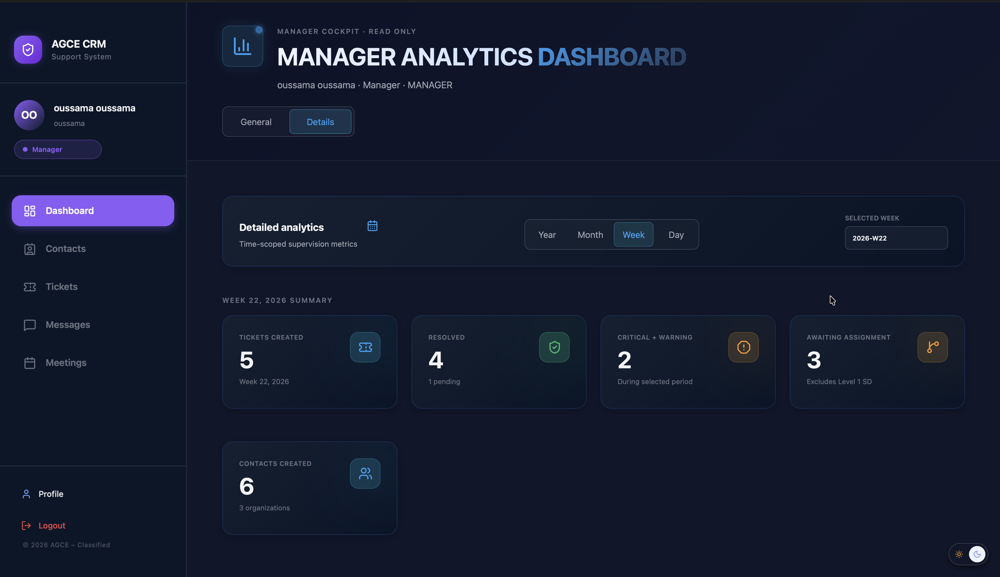 AGCE CRM
Support System
OO
oussama oussama
oussama
Manager
Dashboard
Contacts
Tickets
Messages
Meetings
Profile
Logout
© 2026 AGCE – Classified
MANAGER COCKPIT · READ ONLY
MANAGER ANALYTICS DASHBOARD
oussama oussama · Manager · MANAGER
General
Details
Detailed analytics
Time-scoped supervision metrics
Year
Month
Week
Day
SELECTED WEEK
2026-W22
WEEK 22, 2026 SUMMARY
TICKETS CREATED
5
Week 22, 2026
RESOLVED
4
1 pending
CRITICAL + WARNING
2
During selected period
AWAITING ASSIGNMENT
3
Excludes Level 1 SD
CONTACTS CREATED
6
3 organizations